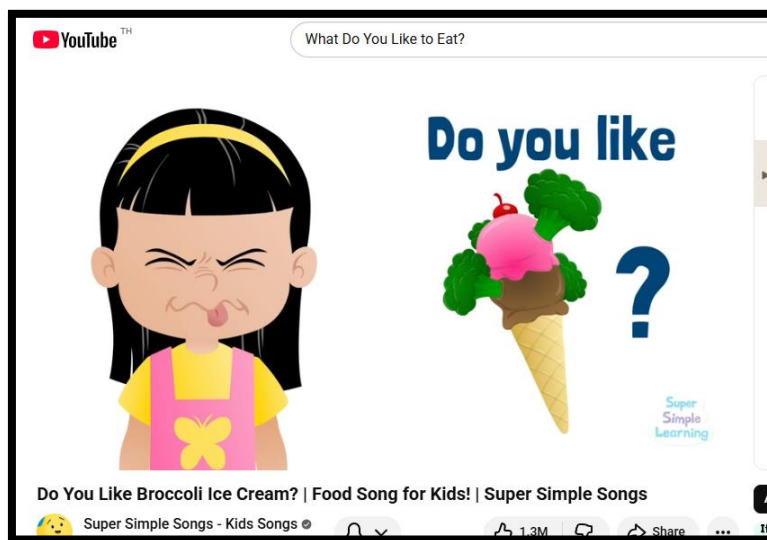 YouTube TH
What Do You Like to Eat?
Do you like
?
Super
Simple
Learning
Do You Like Broccoli Ice Cream? | Food Song for Kids! | Super Simple Songs
Super Simple Songs - Kids Songs
1.3M
Share